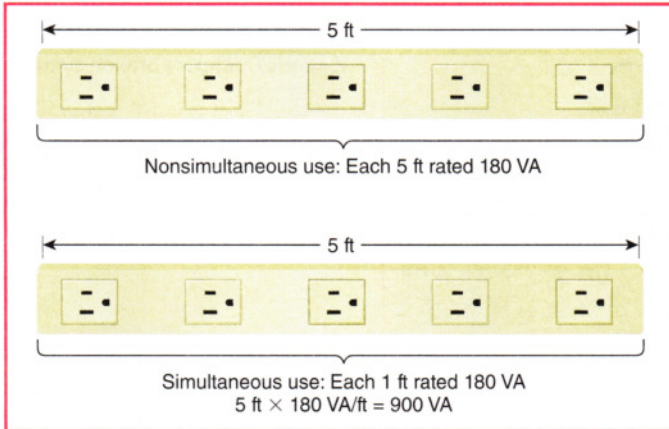 5 ft
Nonsimultaneous use: Each 5 ft rated 180 VA
5 ft
Simultaneous use: Each 1 ft rated 180 VA
5 ft × 180 VA/ft = 900 VA